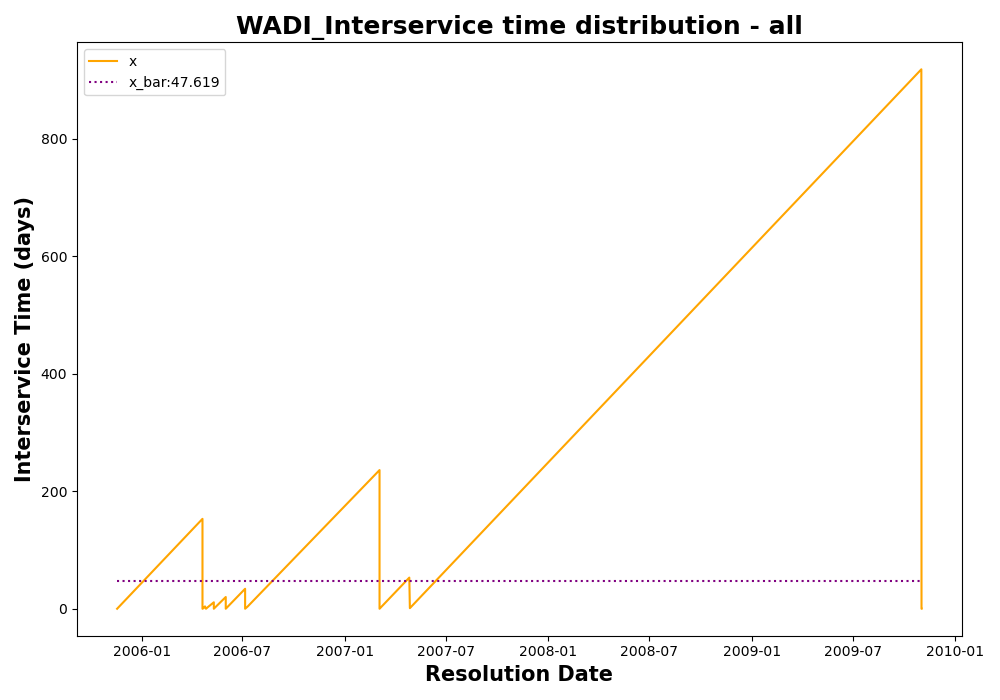 WADI_Interservice time distribution - all
x
x_bar:47.619
Interservice Time (days)
800
600
400
200
0
2006-01 2006-07 2007-01 2007-07 2008-01 2008-07 2009-01 2009-07 2010-01
Resolution Date